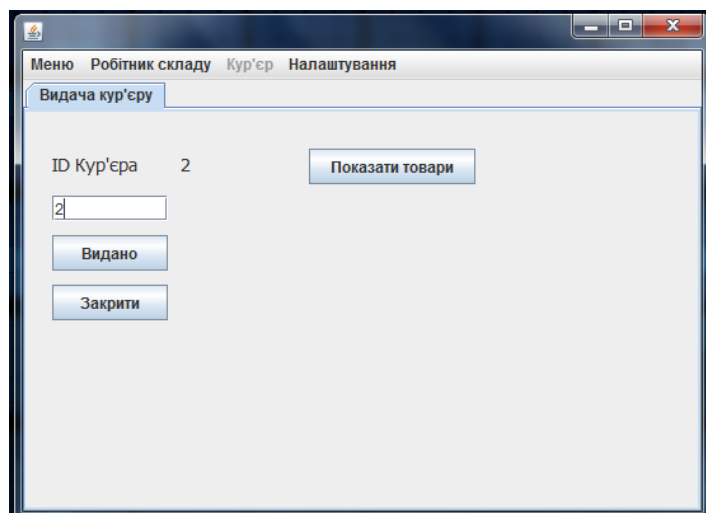 Меню Робітник складу Кур'єр Налаштування
Видача кур'єру
ID Кур'єра 2 Показати товари
2
Видано
Закрити